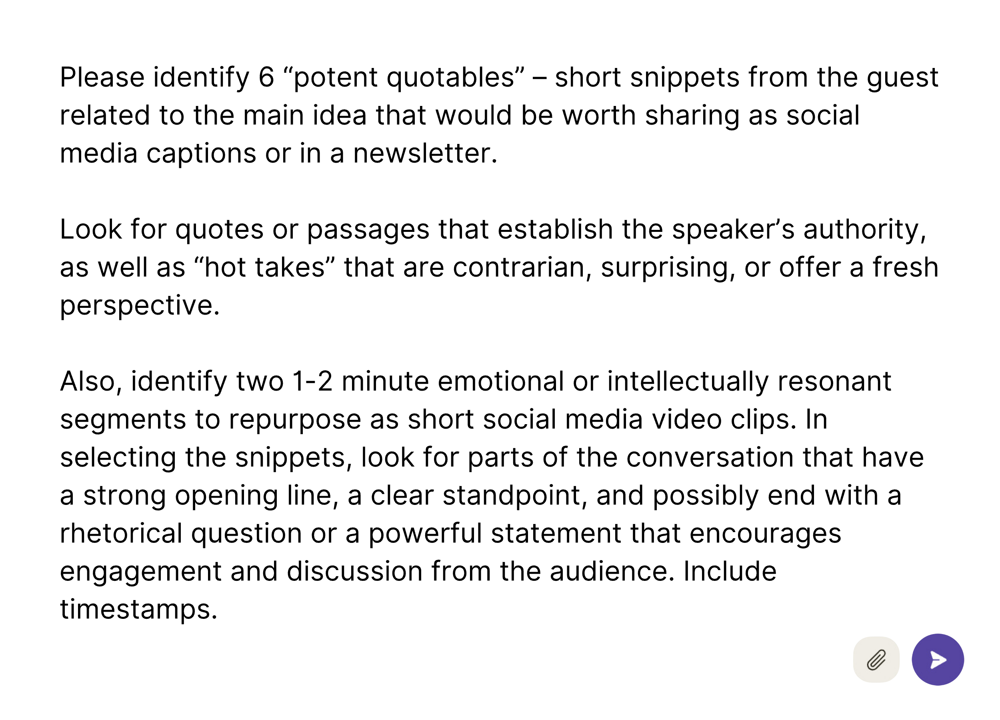 Please identify 6 “potent quotables” – short snippets from the guest
related to the main idea that would be worth sharing as social
media captions or in a newsletter.
Look for quotes or passages that establish the speaker’s authority,
as well as “hot takes” that are contrarian, surprising, or offer a fresh
perspective.
Also, identify two 1-2 minute emotional or intellectually resonant
segments to repurpose as short social media video clips. In
selecting the snippets, look for parts of the conversation that have
a strong opening line, a clear standpoint, and possibly end with a
rhetorical question or a powerful statement that encourages
engagement and discussion from the audience. Include
timestamps.